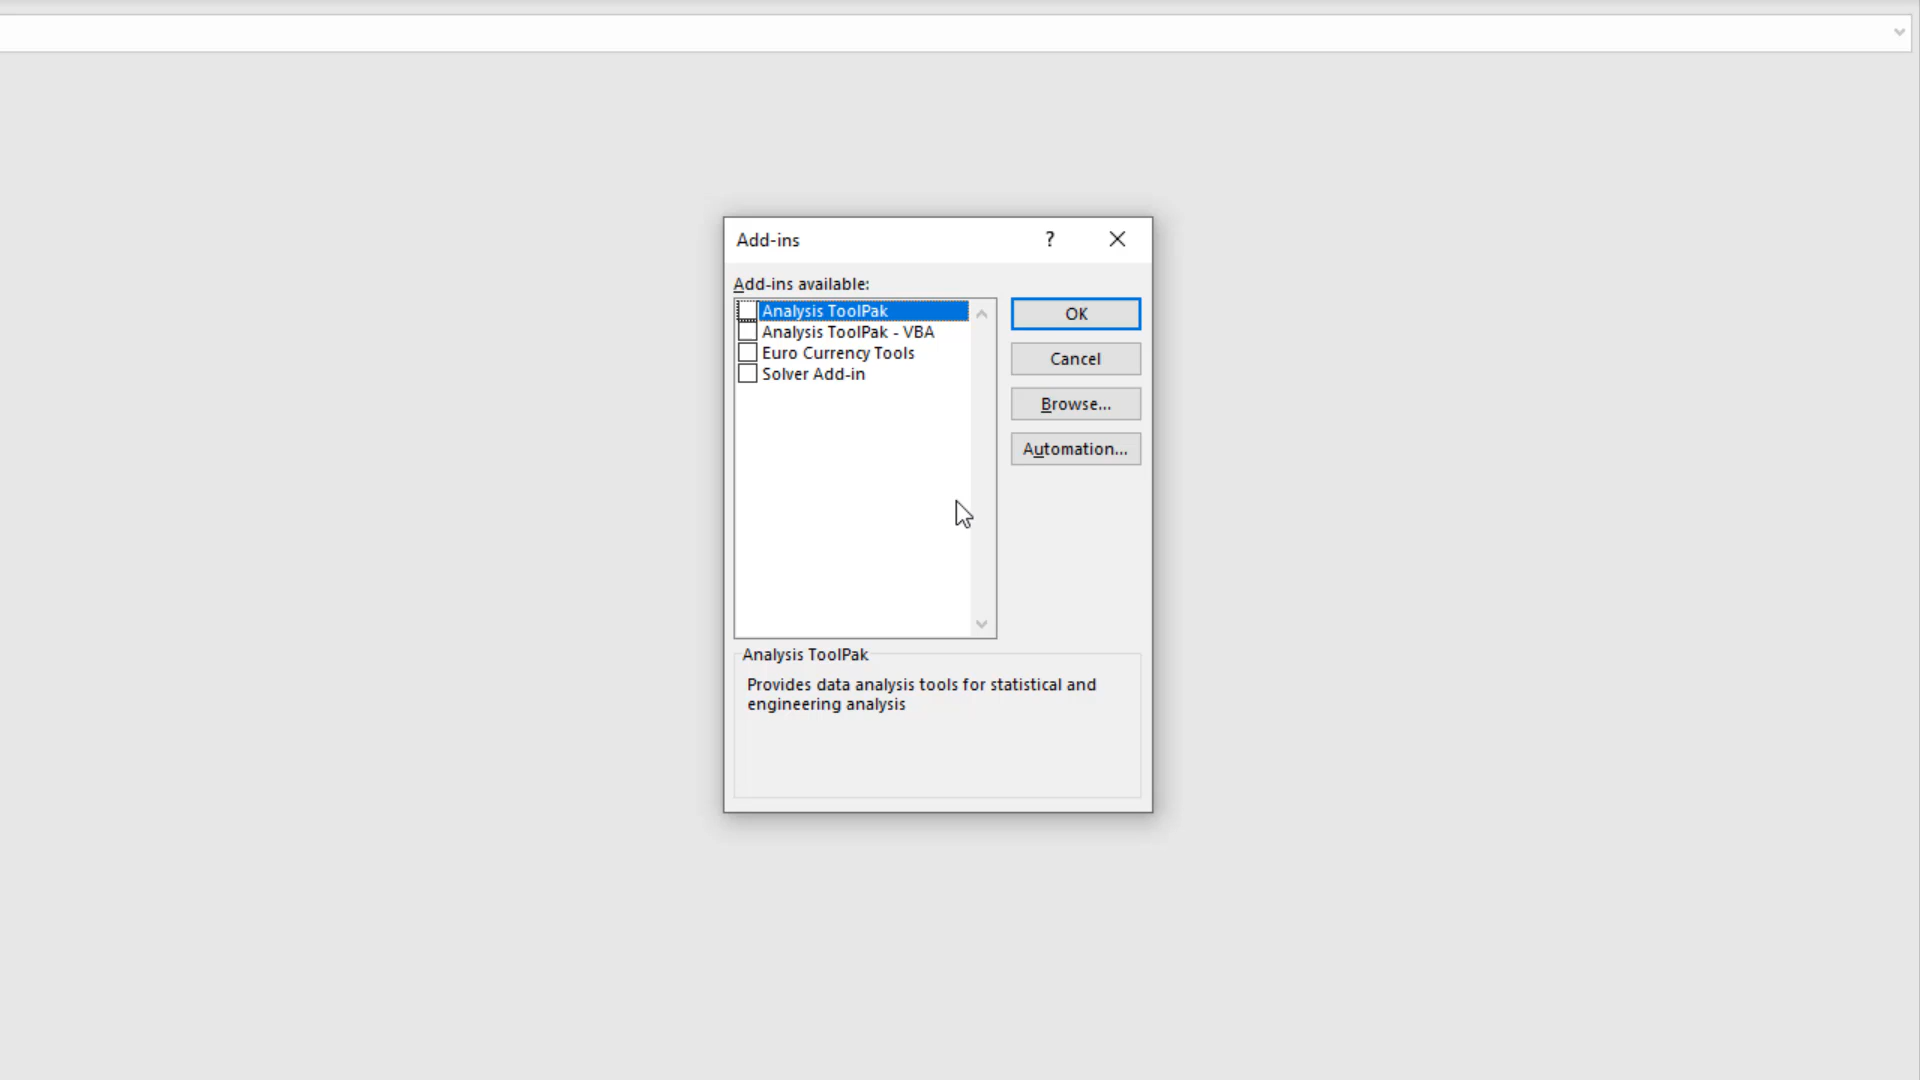 Add-ins
?
Add-ins available:
Analysis ToolPak
Analysis ToolPak - VBA
Euro Currency Tools
Solver Add-in
OK
Cancel
Browse...
Automation...
Analysis ToolPak
Provides data analysis tools for statistical and
engineering analysis